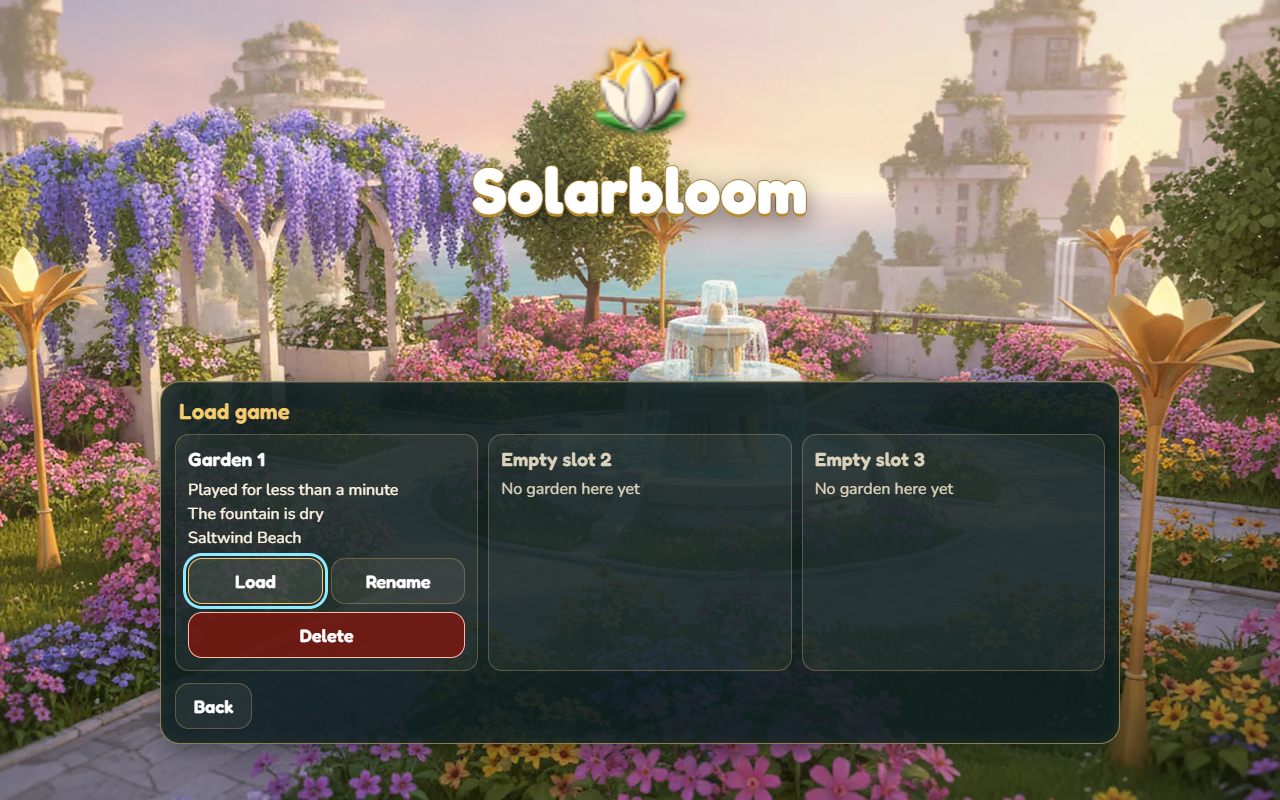 Solarbloom
Load game
Garden 1
Played for less than a minute
The fountain is dry
Saltwind Beach
Load
Rename
Delete
Empty slot 2
No garden here yet
Empty slot 3
No garden here yet
Back